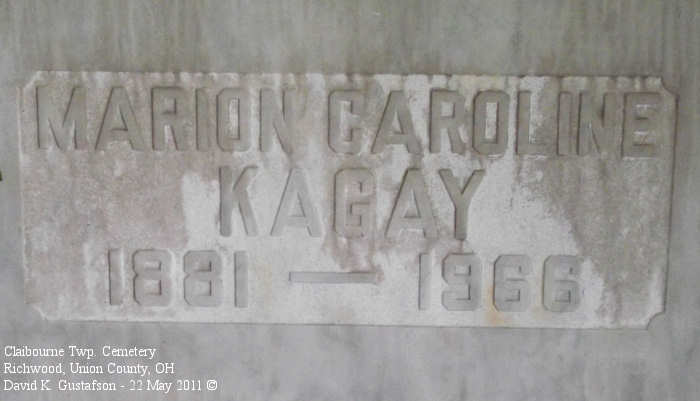 MARION CAROLINE
KAGAY
1881 — 1966
Claibourne Twp. Cemetery
Richwood, Union County, OH
David K. Gustafson - 22 May 2011 ©